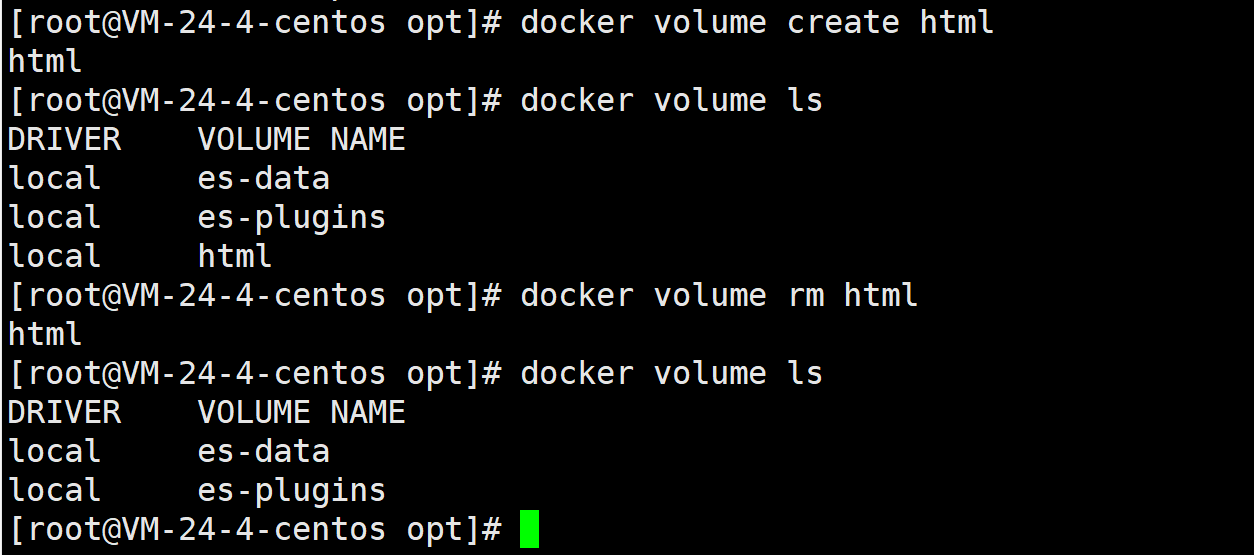 [root@VM-24-4-centos opt]# docker volume create html
html
[root@VM-24-4-centos opt]# docker volume ls
DRIVER    VOLUME NAME
local     es-data
local     es-plugins
local     html
[root@VM-24-4-centos opt]# docker volume rm html
html
[root@VM-24-4-centos opt]# docker volume ls
DRIVER    VOLUME NAME
local     es-data
local     es-plugins
[root@VM-24-4-centos opt]#